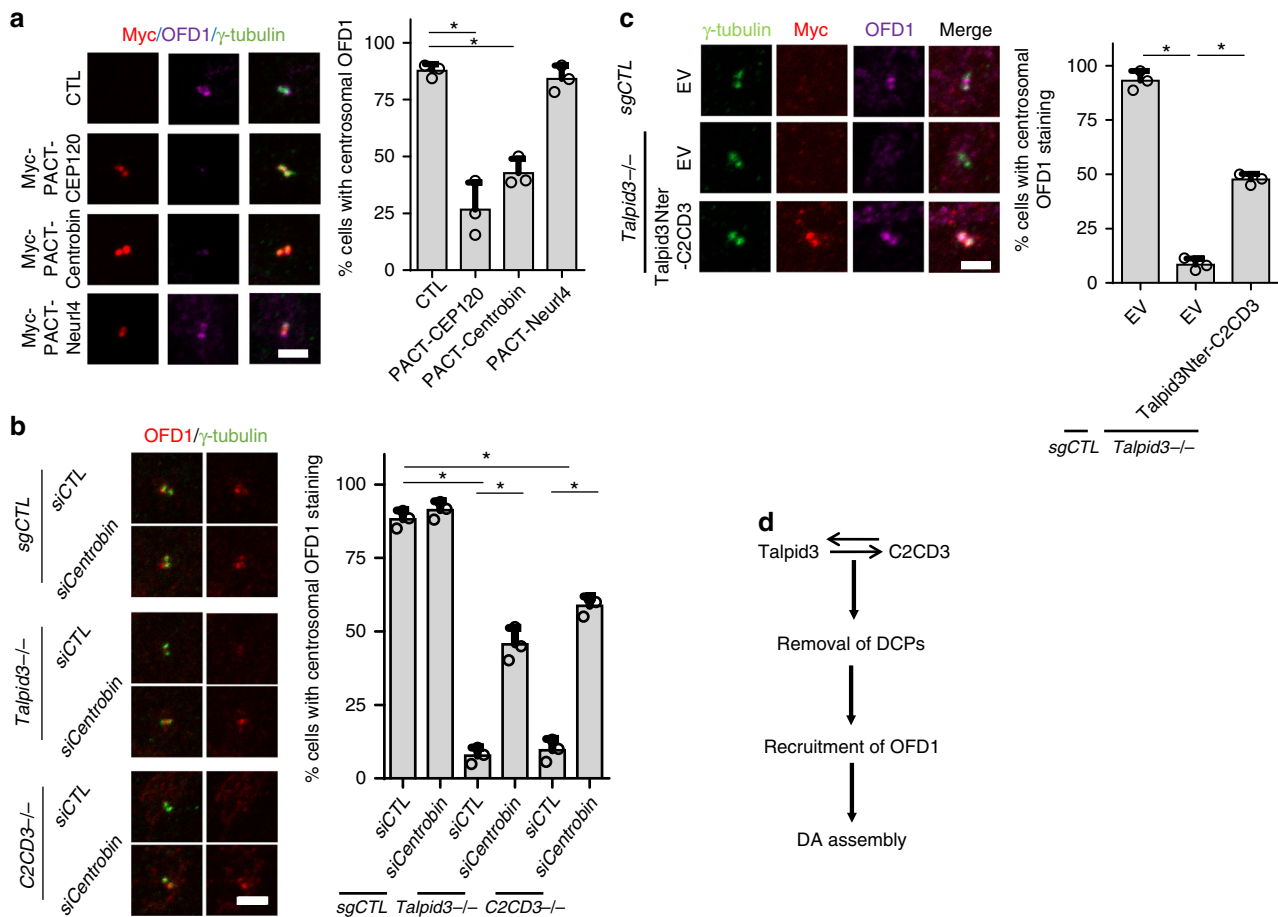 a
Myc/OFD1/γ-tubulin
CTL
Myc-
PACT-
CEP120
Myc-
PACT-
Centrobin
Myc-
PACT-
Neurl4
% cells with centrosomal OFD1
100
75
50
25
0
*
*
CTL
PACT-CEP120
PACT-Centrobin
PACT-Neurl4
b
OFD1/γ-tubulin
sgCTL
siCTL
siCentrobin
Talpid3–/–
siCTL
siCentrobin
C2CD3–/–
siCTL
siCentrobin
% cells with centrosomal OFD1 staining
100
75
50
25
0
*
*
*
*
siCTL
siCentrobin
siCTL
siCentrobin
siCTL
siCentrobin
sgCTL
Talpid3–/–
C2CD3–/–
c
γ-tubulin
Myc
OFD1
Merge
sgCTL
EV
Talpid3–/–
EV
Talpid3Nter
-C2CD3
% cells with centrosomal
OFD1 staining
100
50
0
*
*
EV
EV
Talpid3Nter-C2CD3
sgCTL
Talpid3–/–
d
Talpid3
C2CD3
Removal of DCPs
Recruitment of OFD1
DA assembly